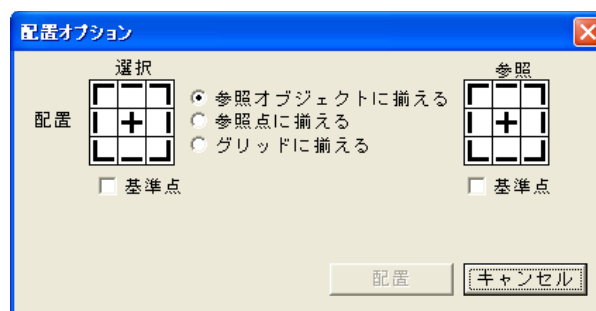 配置オプション
選択
参照
配置
参照オブジェクトに揃える
参照点に揃える
グリッドに揃える
基準点
基準点
配置
キャンセル